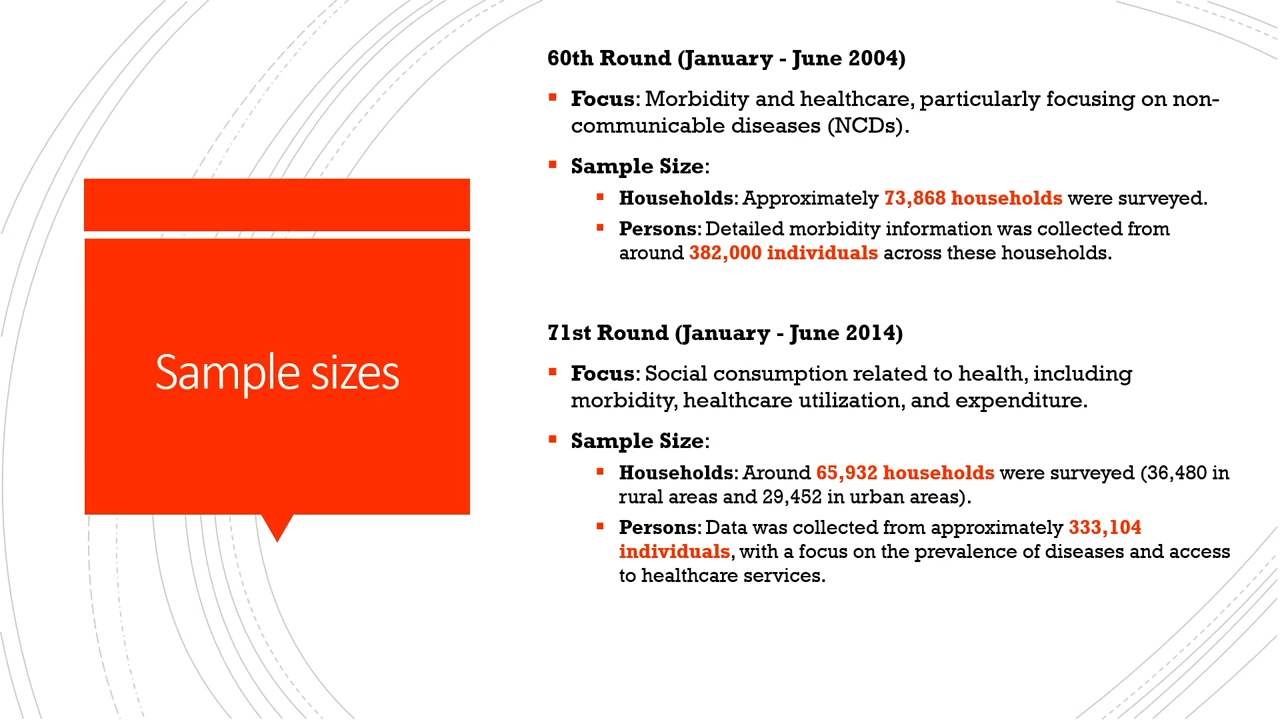 Sample sizes
60th Round (January - June 2004)
Focus: Morbidity and healthcare, particularly focusing on non-
communicable diseases (NCDs).
Sample Size:
Households: Approximately 73,868 households were surveyed.
Persons: Detailed morbidity information was collected from
around 382,000 individuals across these households.
71st Round (January - June 2014)
Focus: Social consumption related to health, including
morbidity, healthcare utilization, and expenditure.
Sample Size:
Households: Around 65,932 households were surveyed (36,480 in
rural areas and 29,452 in urban areas).
Persons: Data was collected from approximately 333,104
individuals, with a focus on the prevalence of diseases and access
to healthcare services.